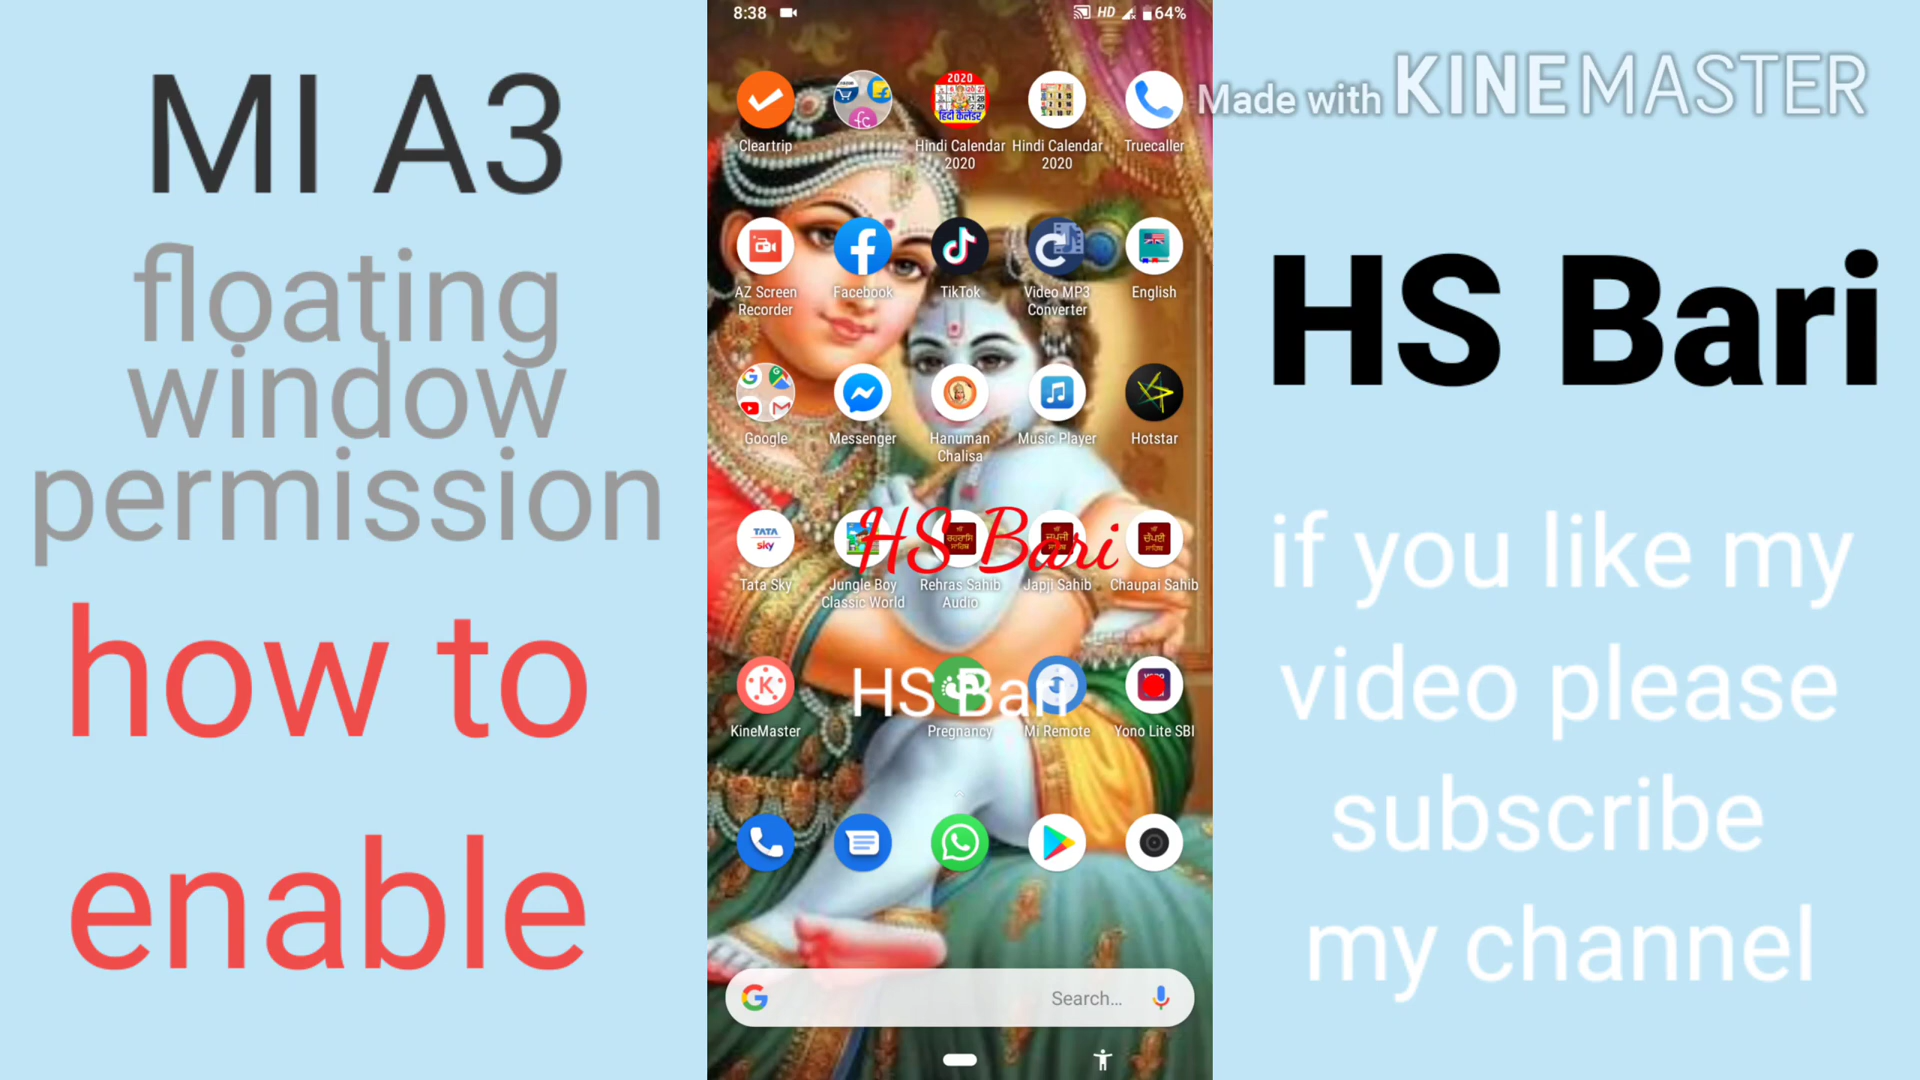 MI A3
floating
window
permission
how to
enable
8:38
HD
64%
2020
हिंदी कैलेंडर
fc
Cleartrip
Hindi Calendar
2020
Hindi Calendar
2020
Truecaller
AZ Screen
Recorder
Facebook
TikTok
Video MP3
Converter
English
Google
Messenger
Hanuman
Chalisa
Music Player
Hotstar
TATA
sky
HS Bari
ਚੌਪਈ
ਸਾਹਿਬ
Tata Sky
Jungle Boy
Classic World
Rehras Sahib
Audio
Japji Sahib
Chaupai Sahib
K
HS Bari
KineMaster
Pregnancy
Mi Remote
Yono Lite SBI
Search...
Made with KINEMASTER
HS Bari
if you like my
video please
subscribe
my channel